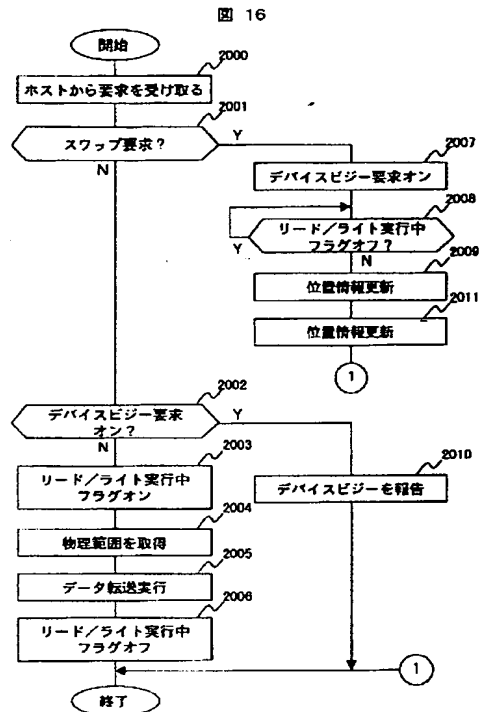 図 16
開始
2000
ホストから要求を受け取る
2001
スワップ要求?
Y
N
2007
デバイスビジー要求オン
2008
リード/ライト実行中
フラグオフ?
Y
N
2009
位置情報更新
2011
位置情報更新
1
2002
デバイスビジー要求
オン?
Y
N
2003
リード/ライト実行中
フラグオン
2010
デバイスビジーを報告
2004
物理範囲を取得
2005
データ転送実行
2006
リード/ライト実行中
フラグオフ
1
終了